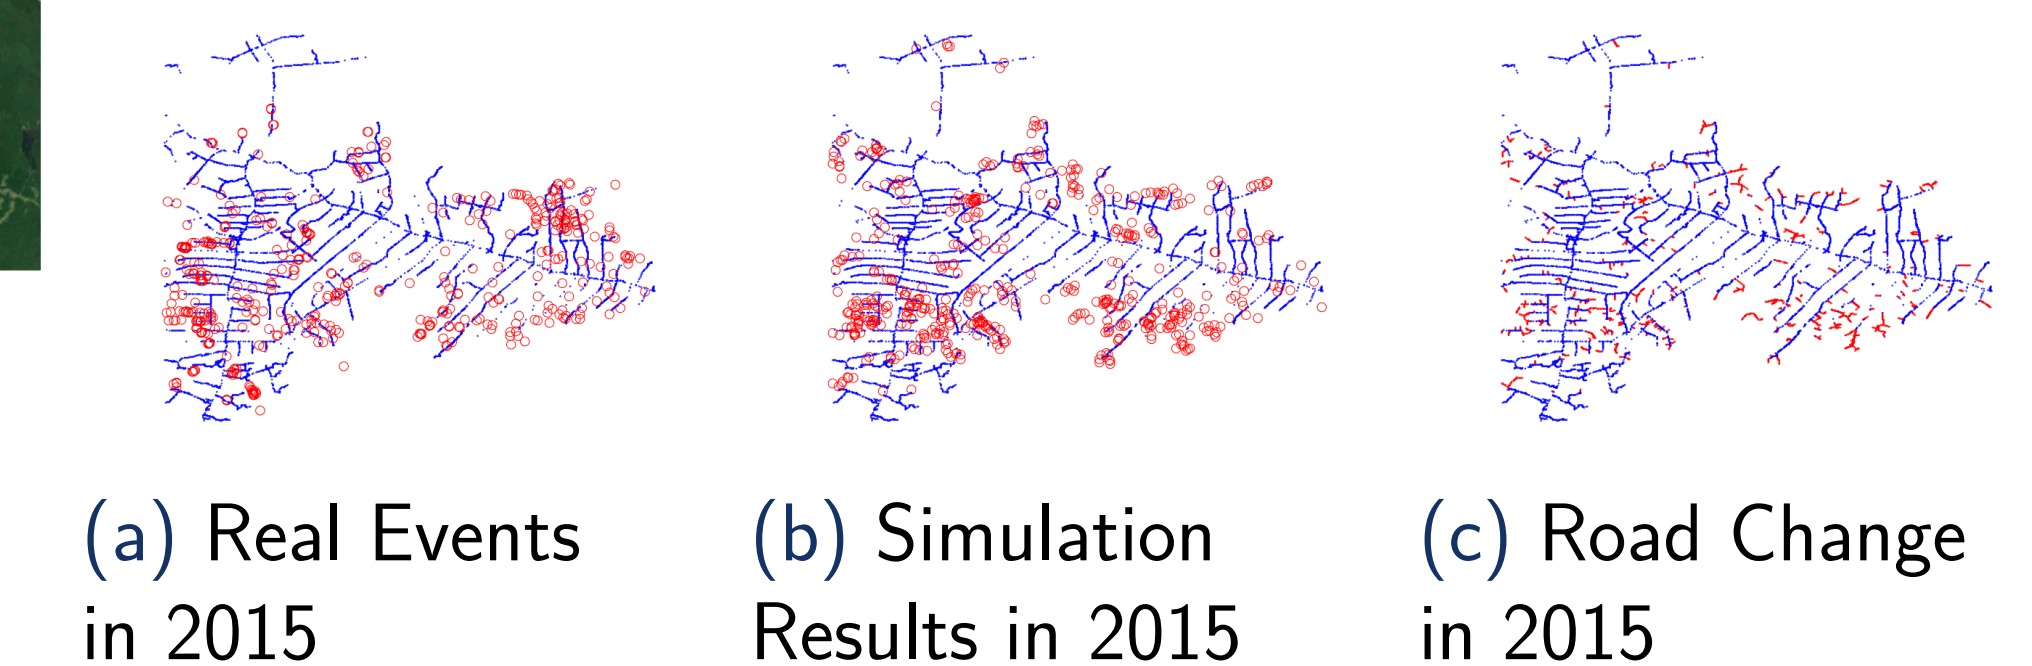 (a) Real Events
in 2015
(b) Simulation
Results in 2015
(c) Road Change
in 2015